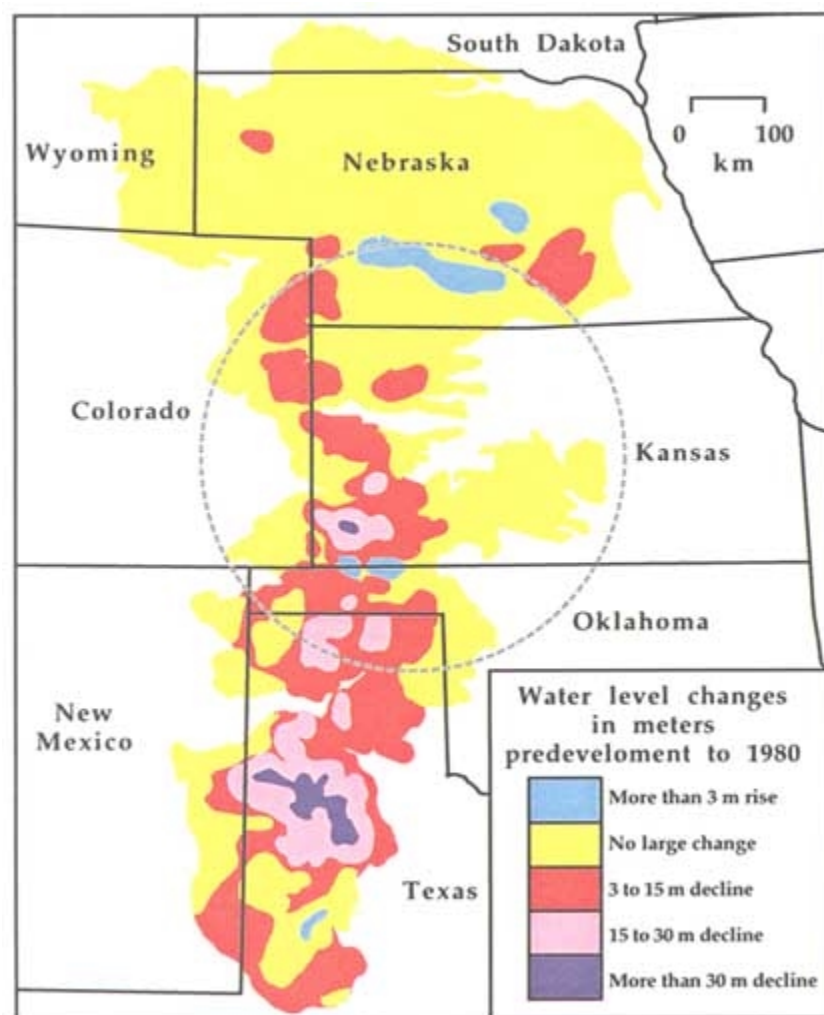 South Dakota
Wyoming
Nebraska
0 100
km
Colorado
Kansas
Oklahoma
New
Mexico
Texas
Water level changes
in meters
predeveloment to 1980
More than 3 m rise
No large change
3 to 15 m decline
15 to 30 m decline
More than 30 m decline